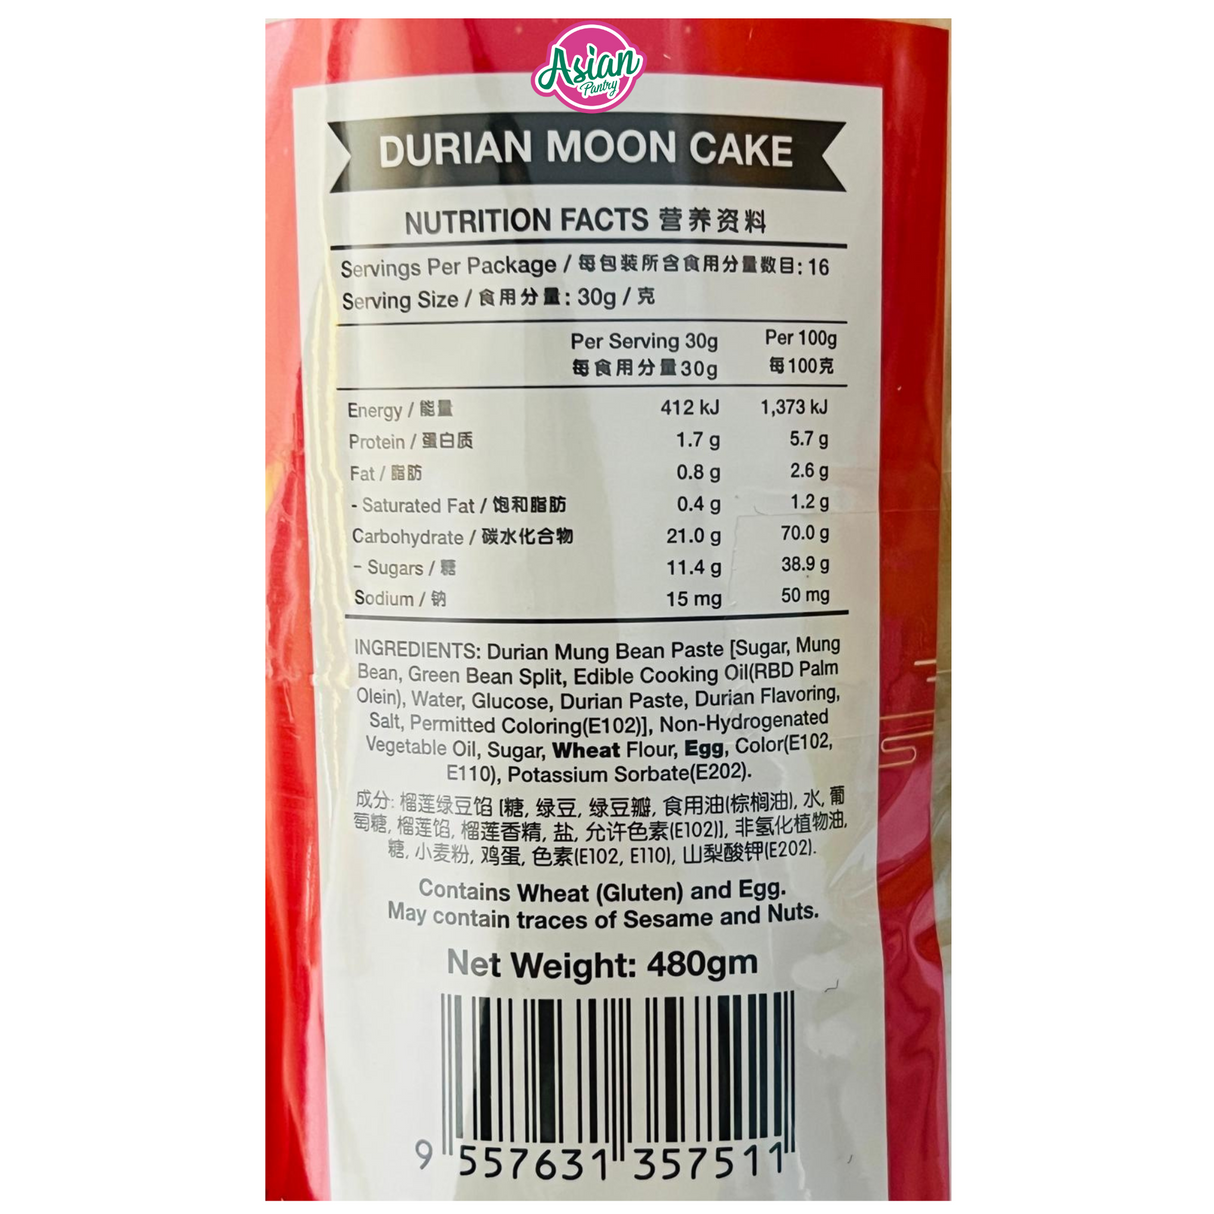 Asian
Pantry
DURIAN MOON CAKE
NUTRITION FACTS 营养资料
Servings Per Package / 每包装所含食用分量数目: 16
Serving Size / 食用分量: 30g / 克
Per Serving 30g Per 100g
每食用分量30g 每100克
Energy / 能量 412 kJ 1,373 kJ
Protein / 蛋白质 1.7 g 5.7 g
Fat / 脂肪 0.8 g 2.6 g
- Saturated Fat / 饱和脂肪 0.4 g 1.2 g
Carbohydrate / 碳水化合物 21.0 g 70.0 g
– Sugars / 糖 11.4 g 38.9 g
Sodium / 钠 15 mg 50 mg
INGREDIENTS: Durian Mung Bean Paste [Sugar, Mung
Bean, Green Bean Split, Edible Cooking Oil(RBD Palm
Olein), Water, Glucose, Durian Paste, Durian Flavoring,
Salt, Permitted Coloring(E102)], Non-Hydrogenated
Vegetable Oil, Sugar, Wheat Flour, Egg, Color(E102,
E110), Potassium Sorbate(E202).
成分: 榴莲绿豆馅 [糖, 绿豆, 绿豆瓣, 食用油(棕榈油), 水, 葡
萄糖, 榴莲馅, 榴莲香精, 盐, 允许色素(E102)], 非氢化植物油,
糖, 小麦粉, 鸡蛋, 色素(E102, E110), 山梨酸钾(E202).
Contains Wheat (Gluten) and Egg.
May contain traces of Sesame and Nuts.
Net Weight: 480gm
9 557631 357511